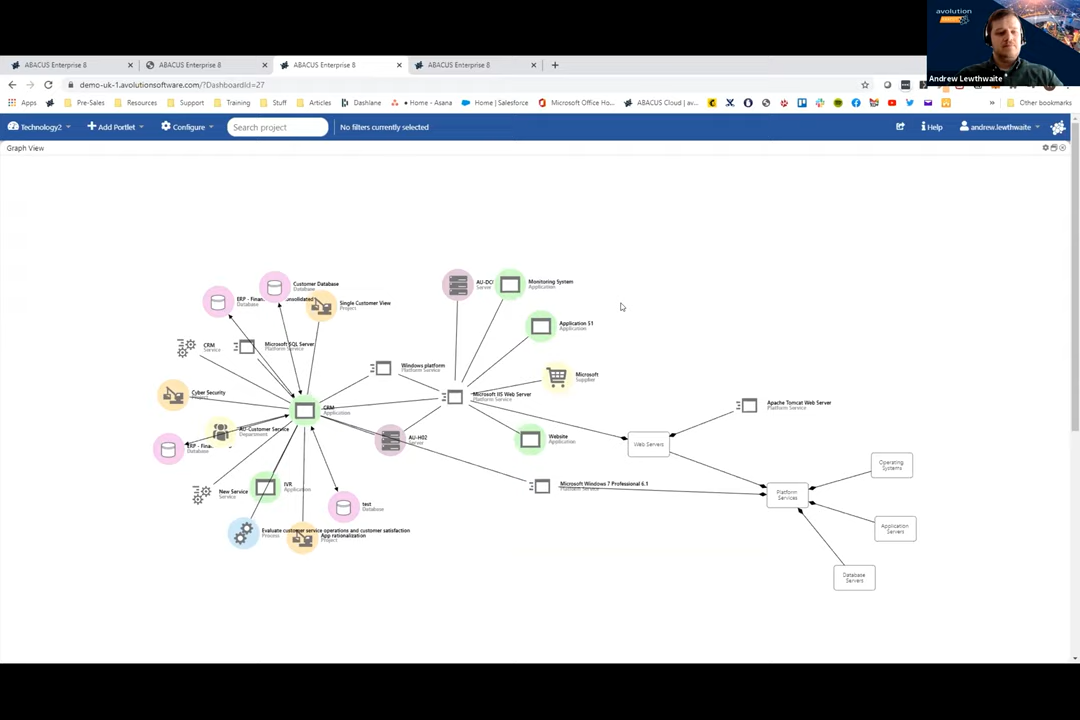 avolution
Andrew Lewthwaite
ABACUS Enterprise 8
ABACUS Enterprise 8
ABACUS Enterprise 8
ABACUS Enterprise 8
demo-uk-1.avolutionsoftware.com/?DashboardId=27
Apps
Pre-Sales
Resources
Support
Training
Stuff
Articles
Dashlane
Home - Asana
Home | Salesforce
Microsoft Office Ho...
ABACUS Cloud | av...
Other bookmarks
Technology2
Add Portlet
Configure
Search project
No filters currently selected
Help
andrew.lewthwaite
Graph View
Customer Database
Database
ERP - Finan
consolidated
Database
Single Customer View
Project
AU-DC
Server
Monitoring System
Application
Application 51
Application
CRM
Service
Microsoft SQL Server
Platform Service
Windows platform
Platform Service
Microsoft
Supplier
Cyber Security
Microsoft IIS Web Server
Platform Service
Apache Tomcat Web Server
Platform Service
CRM
Application
AU-Customer Service
Department
AU-H02
Server
Website
Application
Web Servers
ERP - Fina
Database
Operating
Systems
IVR
Application
Microsoft Windows 7 Professional 6.1
Platform Service
New Service
Service
Platform
Services
test
Database
Application
Servers
Evaluate customer service operations and customer satisfaction
Process
App rationalization
Project
Database
Servers